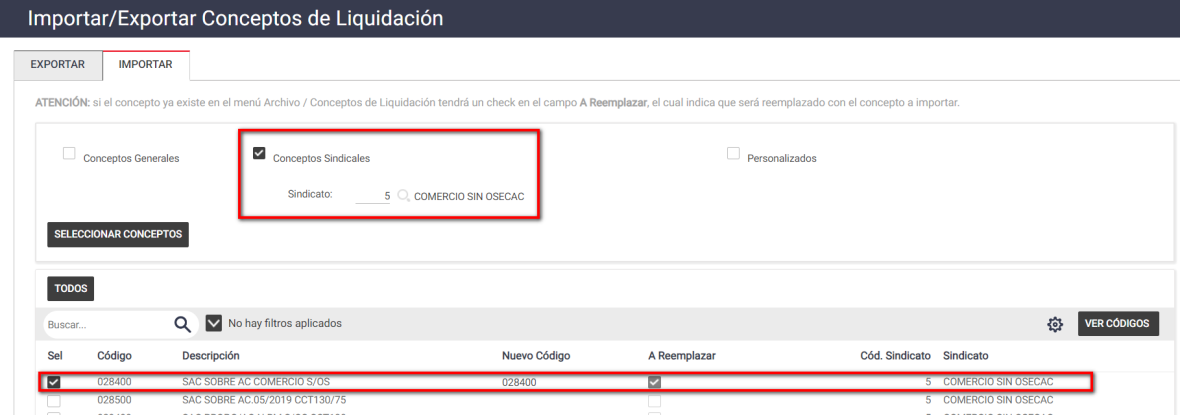 Importar/Exportar Conceptos de Liquidación
EXPORTAR IMPORTAR
ATENCIÓN: si el concepto ya existe en el menú Archivo / Conceptos de Liquidación tendrá un check en el campo A Reemplazar, el cual indica que será reemplazado con el concepto a importar.
Conceptos Generales Conceptos Sindicales Personalizados
Sindicato: 5 COMERCIO SIN OSECAC
SELECCIONAR CONCEPTOS
TODOS
Buscar... No hay filtros aplicados VER CÓDIGOS
Sel Código Descripción Nuevo Código A Reemplazar Cód. Sindicato Sindicato
028400 SAC SOBRE AC COMERCIO S/OS 028400 5 COMERCIO SIN OSECAC
028500 SAC SOBRE AC.05/2019 CCT130/75 5 COMERCIO SIN OSECAC